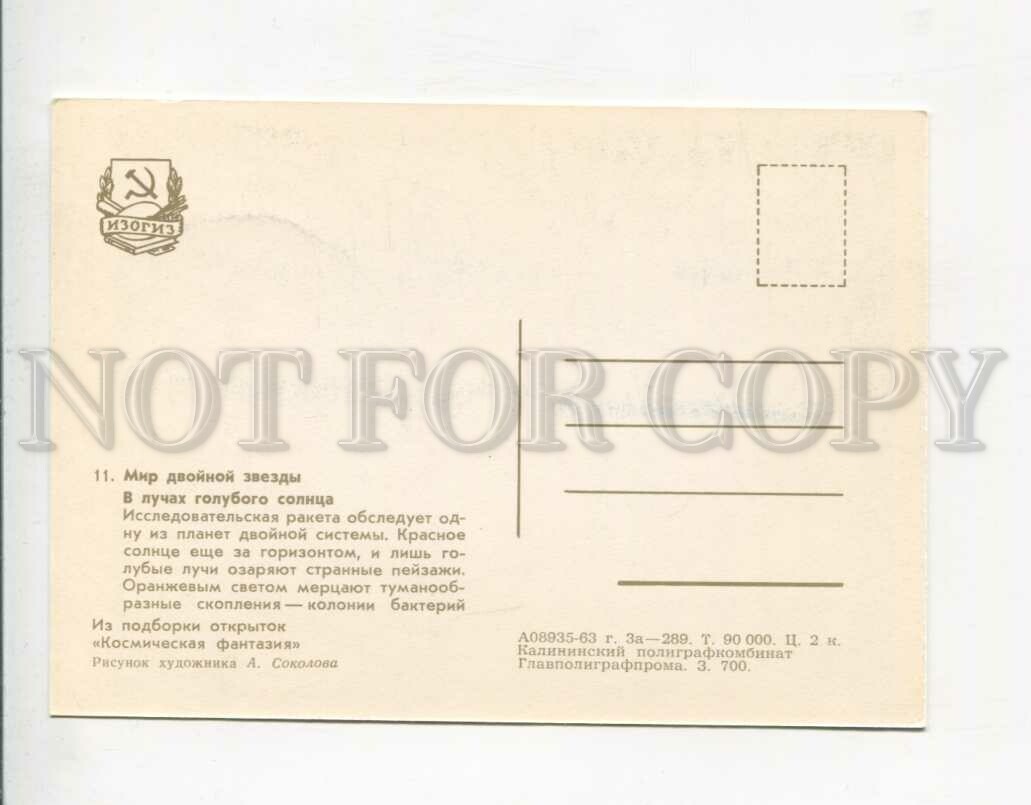 ИЗОГИЗ
NOT FOR COPY
11. Мир двойной звезды
В лучах голубого солнца
Исследовательская ракета обследует од-
ну из планет двойной системы. Красное
солнце еще за горизонтом, и лишь го-
лубые лучи озаряют странные пейзажи.
Оранжевым светом мерцают туманооб-
разные скопления — колонии бактерий
Из подборки открыток
«Космическая фантазия»
Рисунок художника А. Соколова
А08935-63 г. За—289. Т. 90 000. Ц. 2 к.
Калининский полиграфкомбинат
Главполиграфпрома. З. 700.